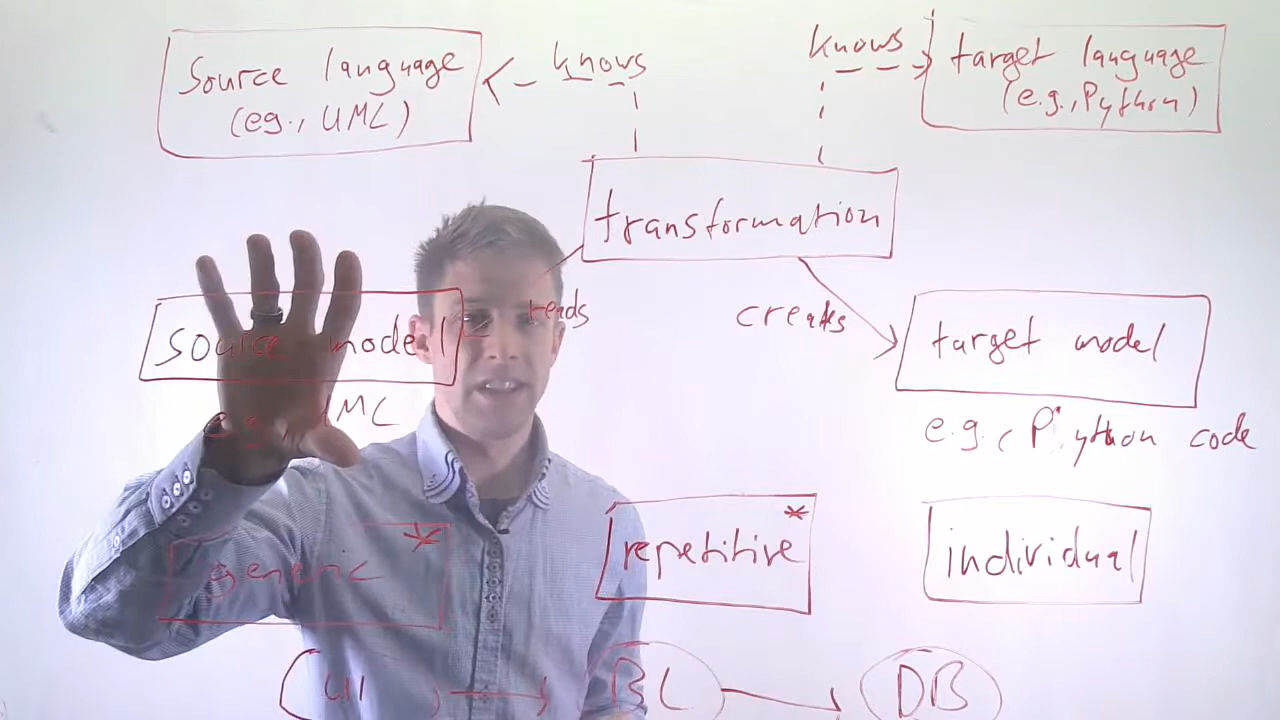 Source language
(eg., UML)
knows
knows
target language
(e.g., Python)
transformation
reads
creates
source model
e.g., UML
target model
e.g., Python code
generic *
repetitive *
individual
UI
BL
DB